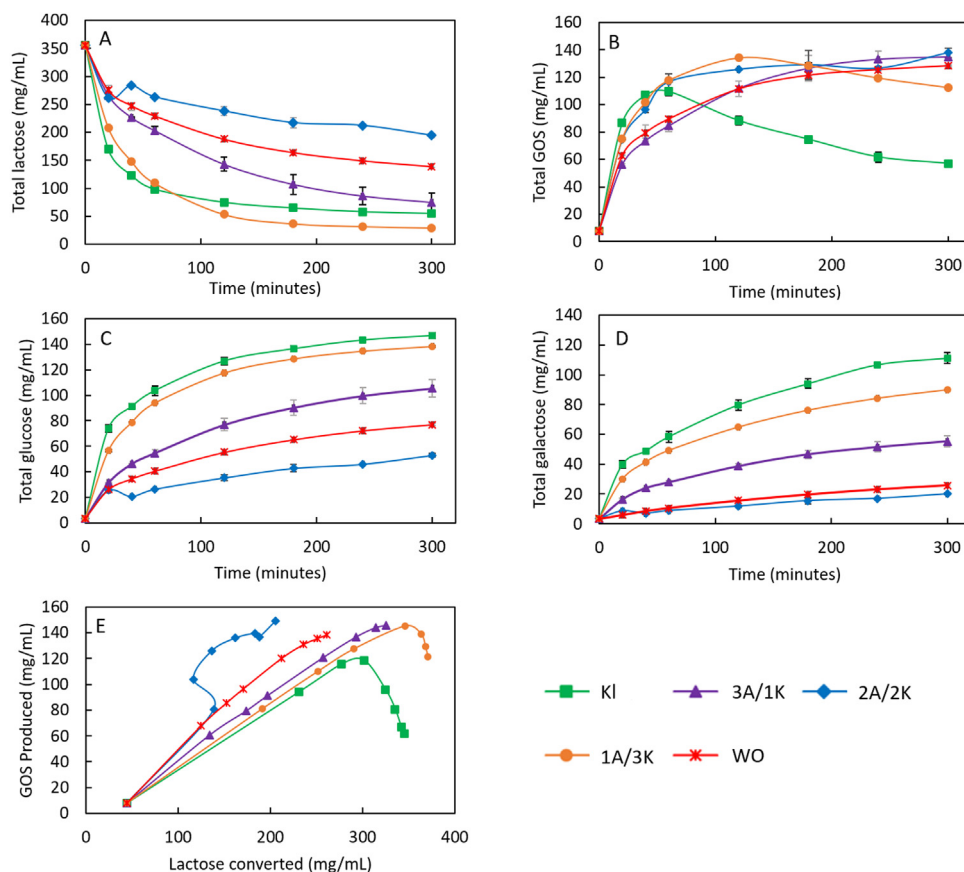 A
Total lactose (mg/mL)
400
350
300
250
200
150
100
50
0
0 100 200 300
Time (minutes)
B
Total GOS (mg/mL)
160
140
120
100
80
60
40
20
0
0 100 200 300
Time (minutes)
C
Total glucose (mg/mL)
160
140
120
100
80
60
40
20
0
0 100 200 300
Time (minutes)
D
Total galactose (mg/mL)
140
120
100
80
60
40
20
0
0 100 200 300
Time (minutes)
E
GOS Produced (mg/mL)
160
140
120
100
80
60
40
20
0
0 100 200 300 400
Lactose converted (mg/mL)
Kl 3A/1K 2A/2K
1A/3K WO